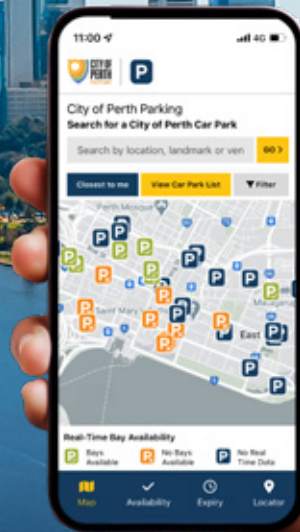 11:00
4G
CITY OF
PERTH
P
City of Perth Parking
Search for a City of Perth Car Park
Search by location, landmark or ven
GO >
Closest to me
View Car Park List
Filter
Perth Mosque
Saint Mary
East
Real-Time Bay Availability
P Bays
Available
P No Bays
Available
P No Real
Time Data
Map
Availability
Expiry
Locator